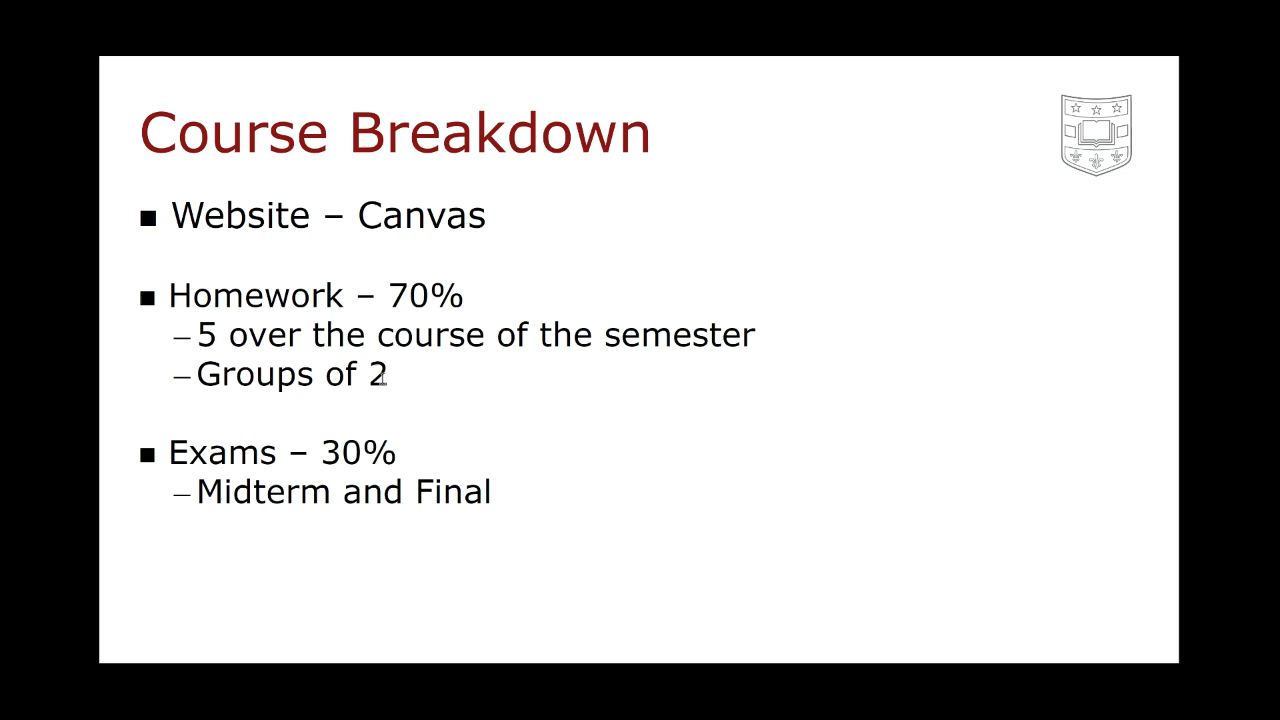 Course Breakdown
■ Website – Canvas
■ Homework – 70%
– 5 over the course of the semester
– Groups of 2
■ Exams – 30%
– Midterm and Final